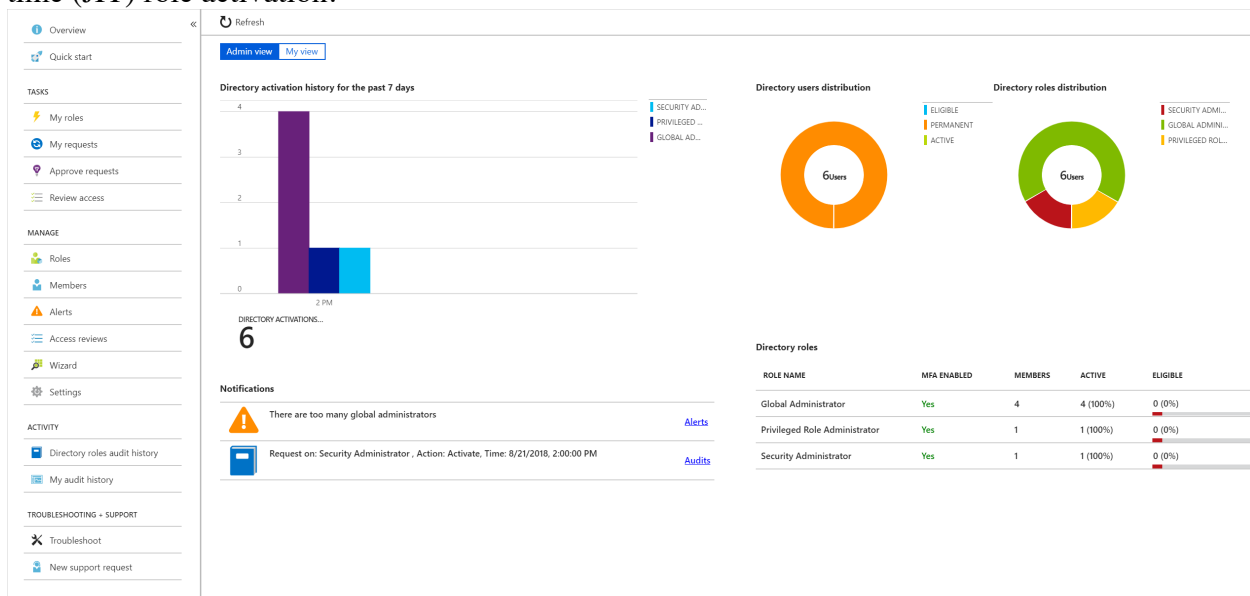 time (JIT) role activation.
Overview
Quick start
TASKS
My roles
My requests
Approve requests
Review access
MANAGE
Roles
Members
Alerts
Access reviews
Wizard
Settings
ACTIVITY
Directory roles audit history
My audit history
TROUBLESHOOTING + SUPPORT
Troubleshoot
New support request
«
Refresh
Admin view My view
Directory activation history for the past 7 days
4
3
2
1
0
2 PM
SECURITY AD...
PRIVILEGED ...
GLOBAL AD...
DIRECTORY ACTIVATIONS...
6
Notifications
There are too many global administrators Alerts
Request on: Security Administrator , Action: Activate, Time: 8/21/2018, 2:00:00 PM Audits
Directory users distribution
6Users
ELIGIBLE
PERMANENT
ACTIVE
Directory roles distribution
6Users
SECURITY ADMI...
GLOBAL ADMINI...
PRIVILEGED ROL...
Directory roles
ROLE NAME MFA ENABLED MEMBERS ACTIVE ELIGIBLE
Global Administrator Yes 4 4 (100%) 0 (0%)
Privileged Role Administrator Yes 1 1 (100%) 0 (0%)
Security Administrator Yes 1 1 (100%) 0 (0%)